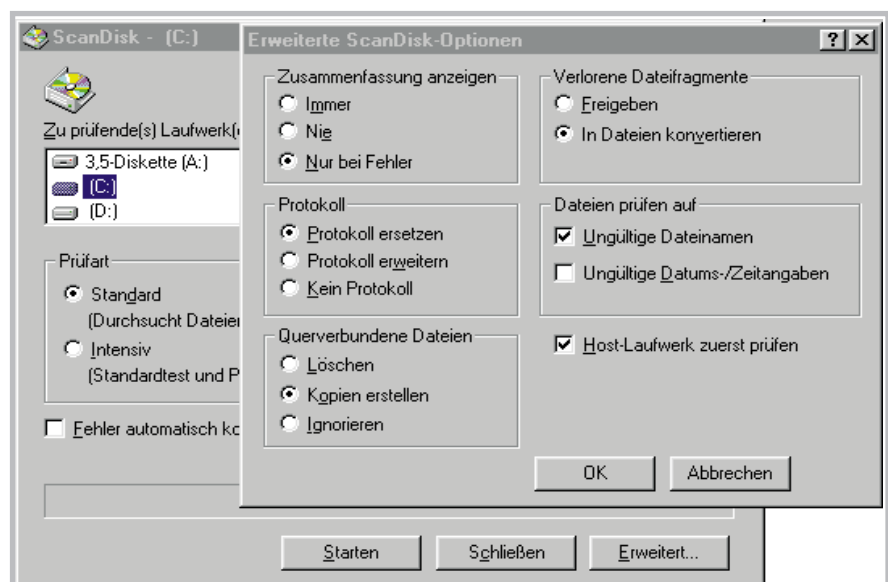 ScanDisk - (C:)
Zu prüfende(s) Laufwerk(
3,5-Diskette (A:)
(C:)
(D:)
Prüfart
Standard
(Durchsucht Dateien
Intensiv
(Standardtest und P
Fehler automatisch ko
Starten
Schließen
Erweitert...
Erweiterte ScanDisk-Optionen
Zusammenfassung anzeigen
Immer
Nie
Nur bei Fehler
Protokoll
Protokoll ersetzen
Protokoll erweitern
Kein Protokoll
Querverbundene Dateien
Löschen
Kopien erstellen
Ignorieren
Verlorene Dateifragmente
Freigeben
In Dateien konvertieren
Dateien prüfen auf
Ungültige Dateinamen
Ungültige Datums-/Zeitangaben
Host-Laufwerk zuerst prüfen
OK
Abbrechen